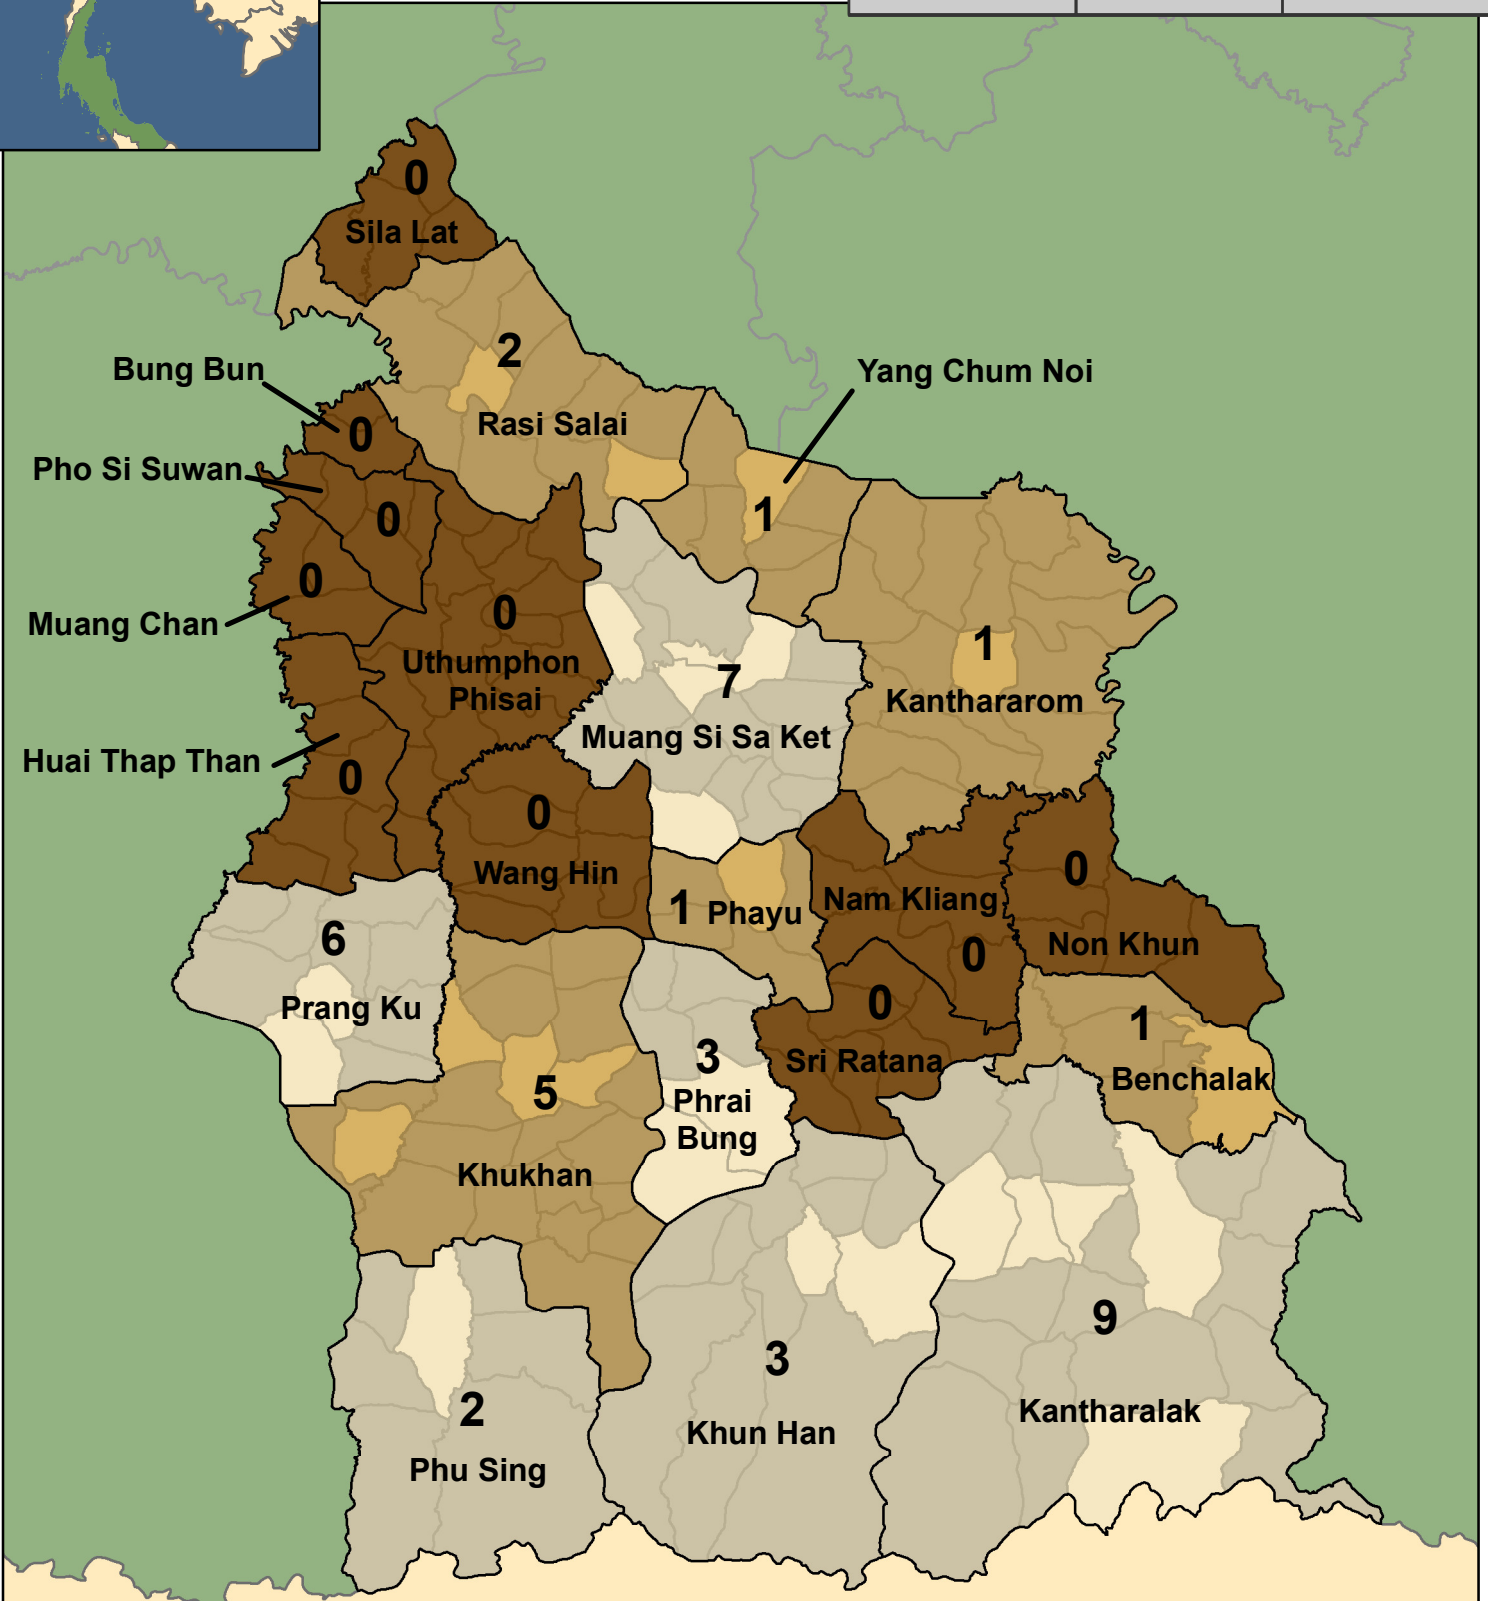 0
Sila Lat
2
Bung Bun
Yang Chum Noi
Rasi Salai
0
Pho Si Suwan
0
1
0
Muang Chan
0
Uthumphon
Phisai
1
7
Kanthararom
Muang Si Sa Ket
Huai Thap Than
0
0
Wang Hin
0
1 Phayu
Nam Kliang
6
Non Khun
0
Prang Ku
0
1
3
Sri Ratana
Benchalak
5
Phrai
Bung
Khukhan
9
3
2
Kantharalak
Khun Han
Phu Sing